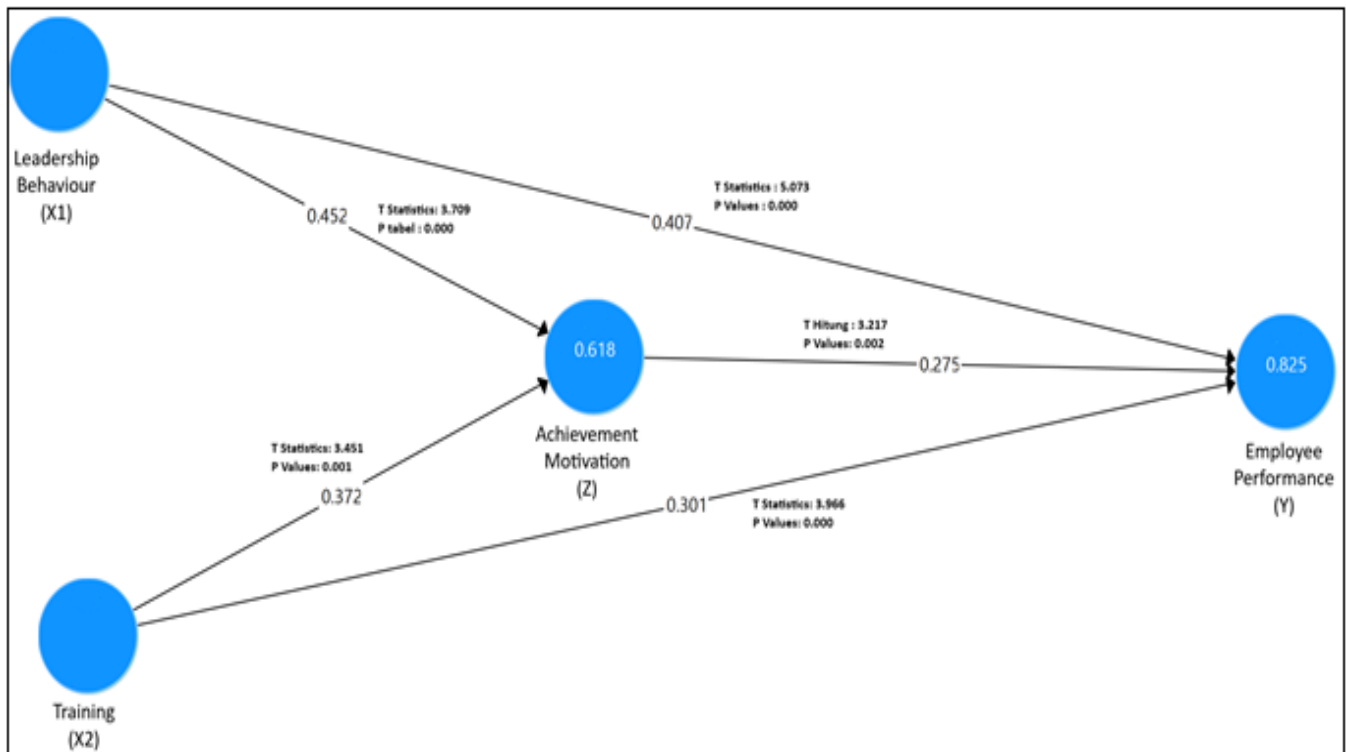 Leadership
Behaviour
(X1)
T Statistics : 5.073
P Values : 0.000
0.407
T Statistics: 3.709
P tabel : 0.000
0.452
T Hitung : 3.217
P Values: 0.002
0.275
0.618
0.825
Achievement
Motivation
(Z)
Employee
Performance
(Y)
T Statistics: 3.451
P Values: 0.001
0.372
0.301
T Statistics: 3.966
P Values: 0.000
Training
(X2)